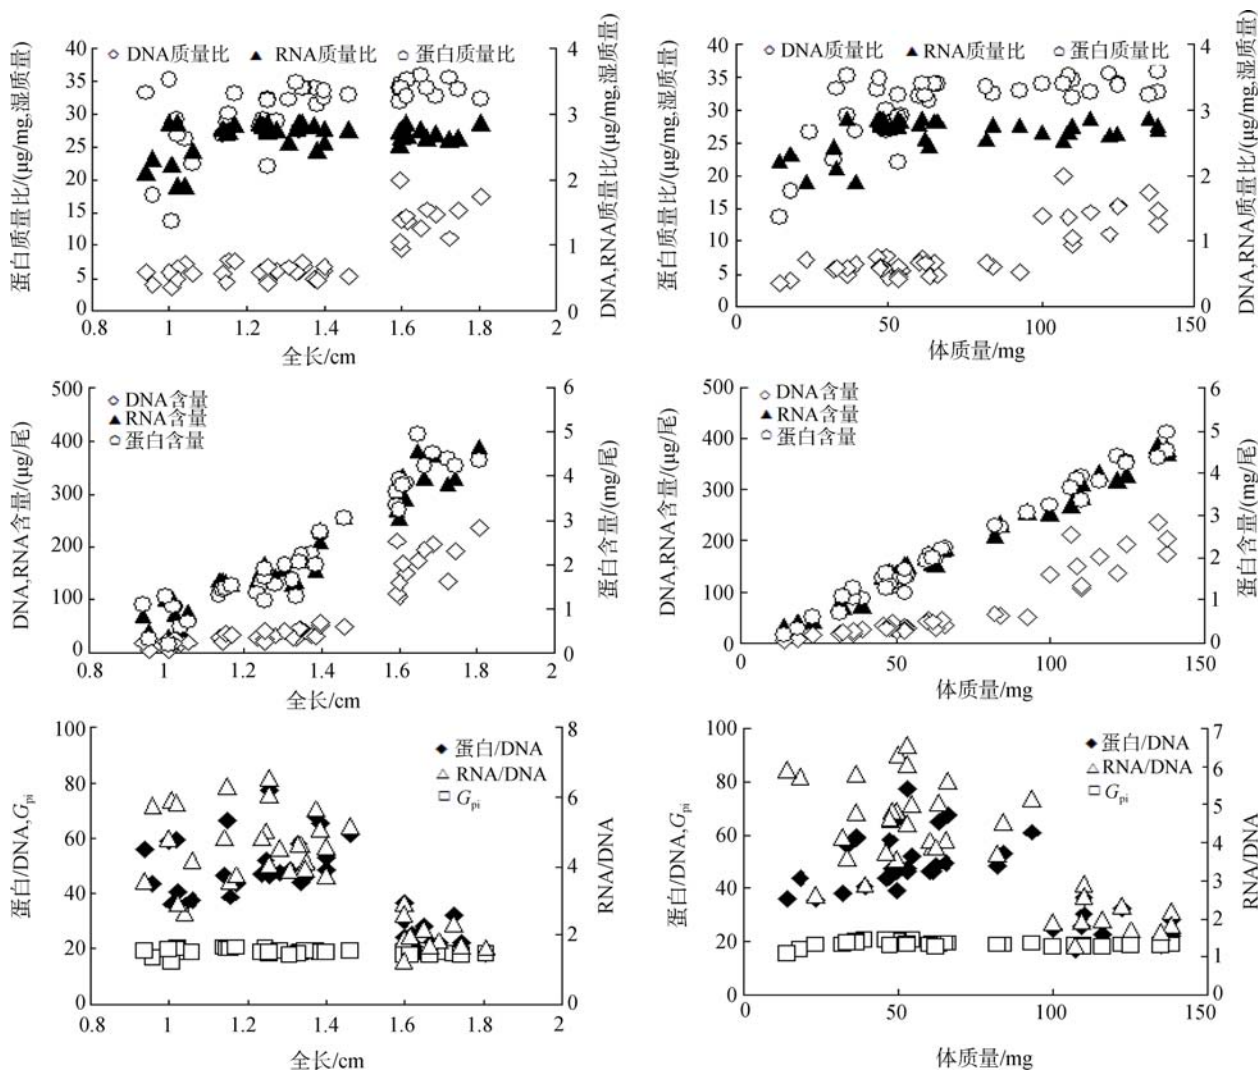 DNA质量比 RNA质量比 蛋白质量比
蛋白质量比/(μg/mg,湿质量)
40
35
30
25
20
15
10
5
0
4
3
2
1
0
DNA,RNA质量比/(μg/mg,湿质量)
0.8 1 1.2 1.4 1.6 1.8 2
全长/cm
DNA质量比 RNA质量比 蛋白质量比
蛋白质量比/(μg/mg,湿质量)
40
35
30
25
20
15
10
5
0
4
3
2
1
0
DNA,RNA质量比/(μg/mg,湿质量)
0 50 100 150
体质量/mg
DNA含量
RNA含量
蛋白含量
DNA,RNA含量/(μg/尾)
500
400
300
200
100
0
6
5
4
3
2
1
0
蛋白含量/(mg/尾)
0.8 1 1.2 1.4 1.6 1.8 2
全长/cm
DNA含量
RNA含量
蛋白含量
DNA,RNA含量/(μg/尾)
500
400
300
200
100
0
6
5
4
3
2
1
0
蛋白含量/(mg/尾)
0 50 100 150
体质量/mg
蛋白/DNA
RNA/DNA
Gpi
蛋白/DNA,Gpi
100
80
60
40
20
0
8
6
4
2
0
RNA/DNA
0.8 1 1.2 1.4 1.6 1.8 2
全长/cm
蛋白/DNA
RNA/DNA
Gpi
蛋白/DNA,Gpi
100
80
60
40
20
0
7
6
5
4
3
2
1
0
RNA/DNA
0 50 100 150
体质量/mg